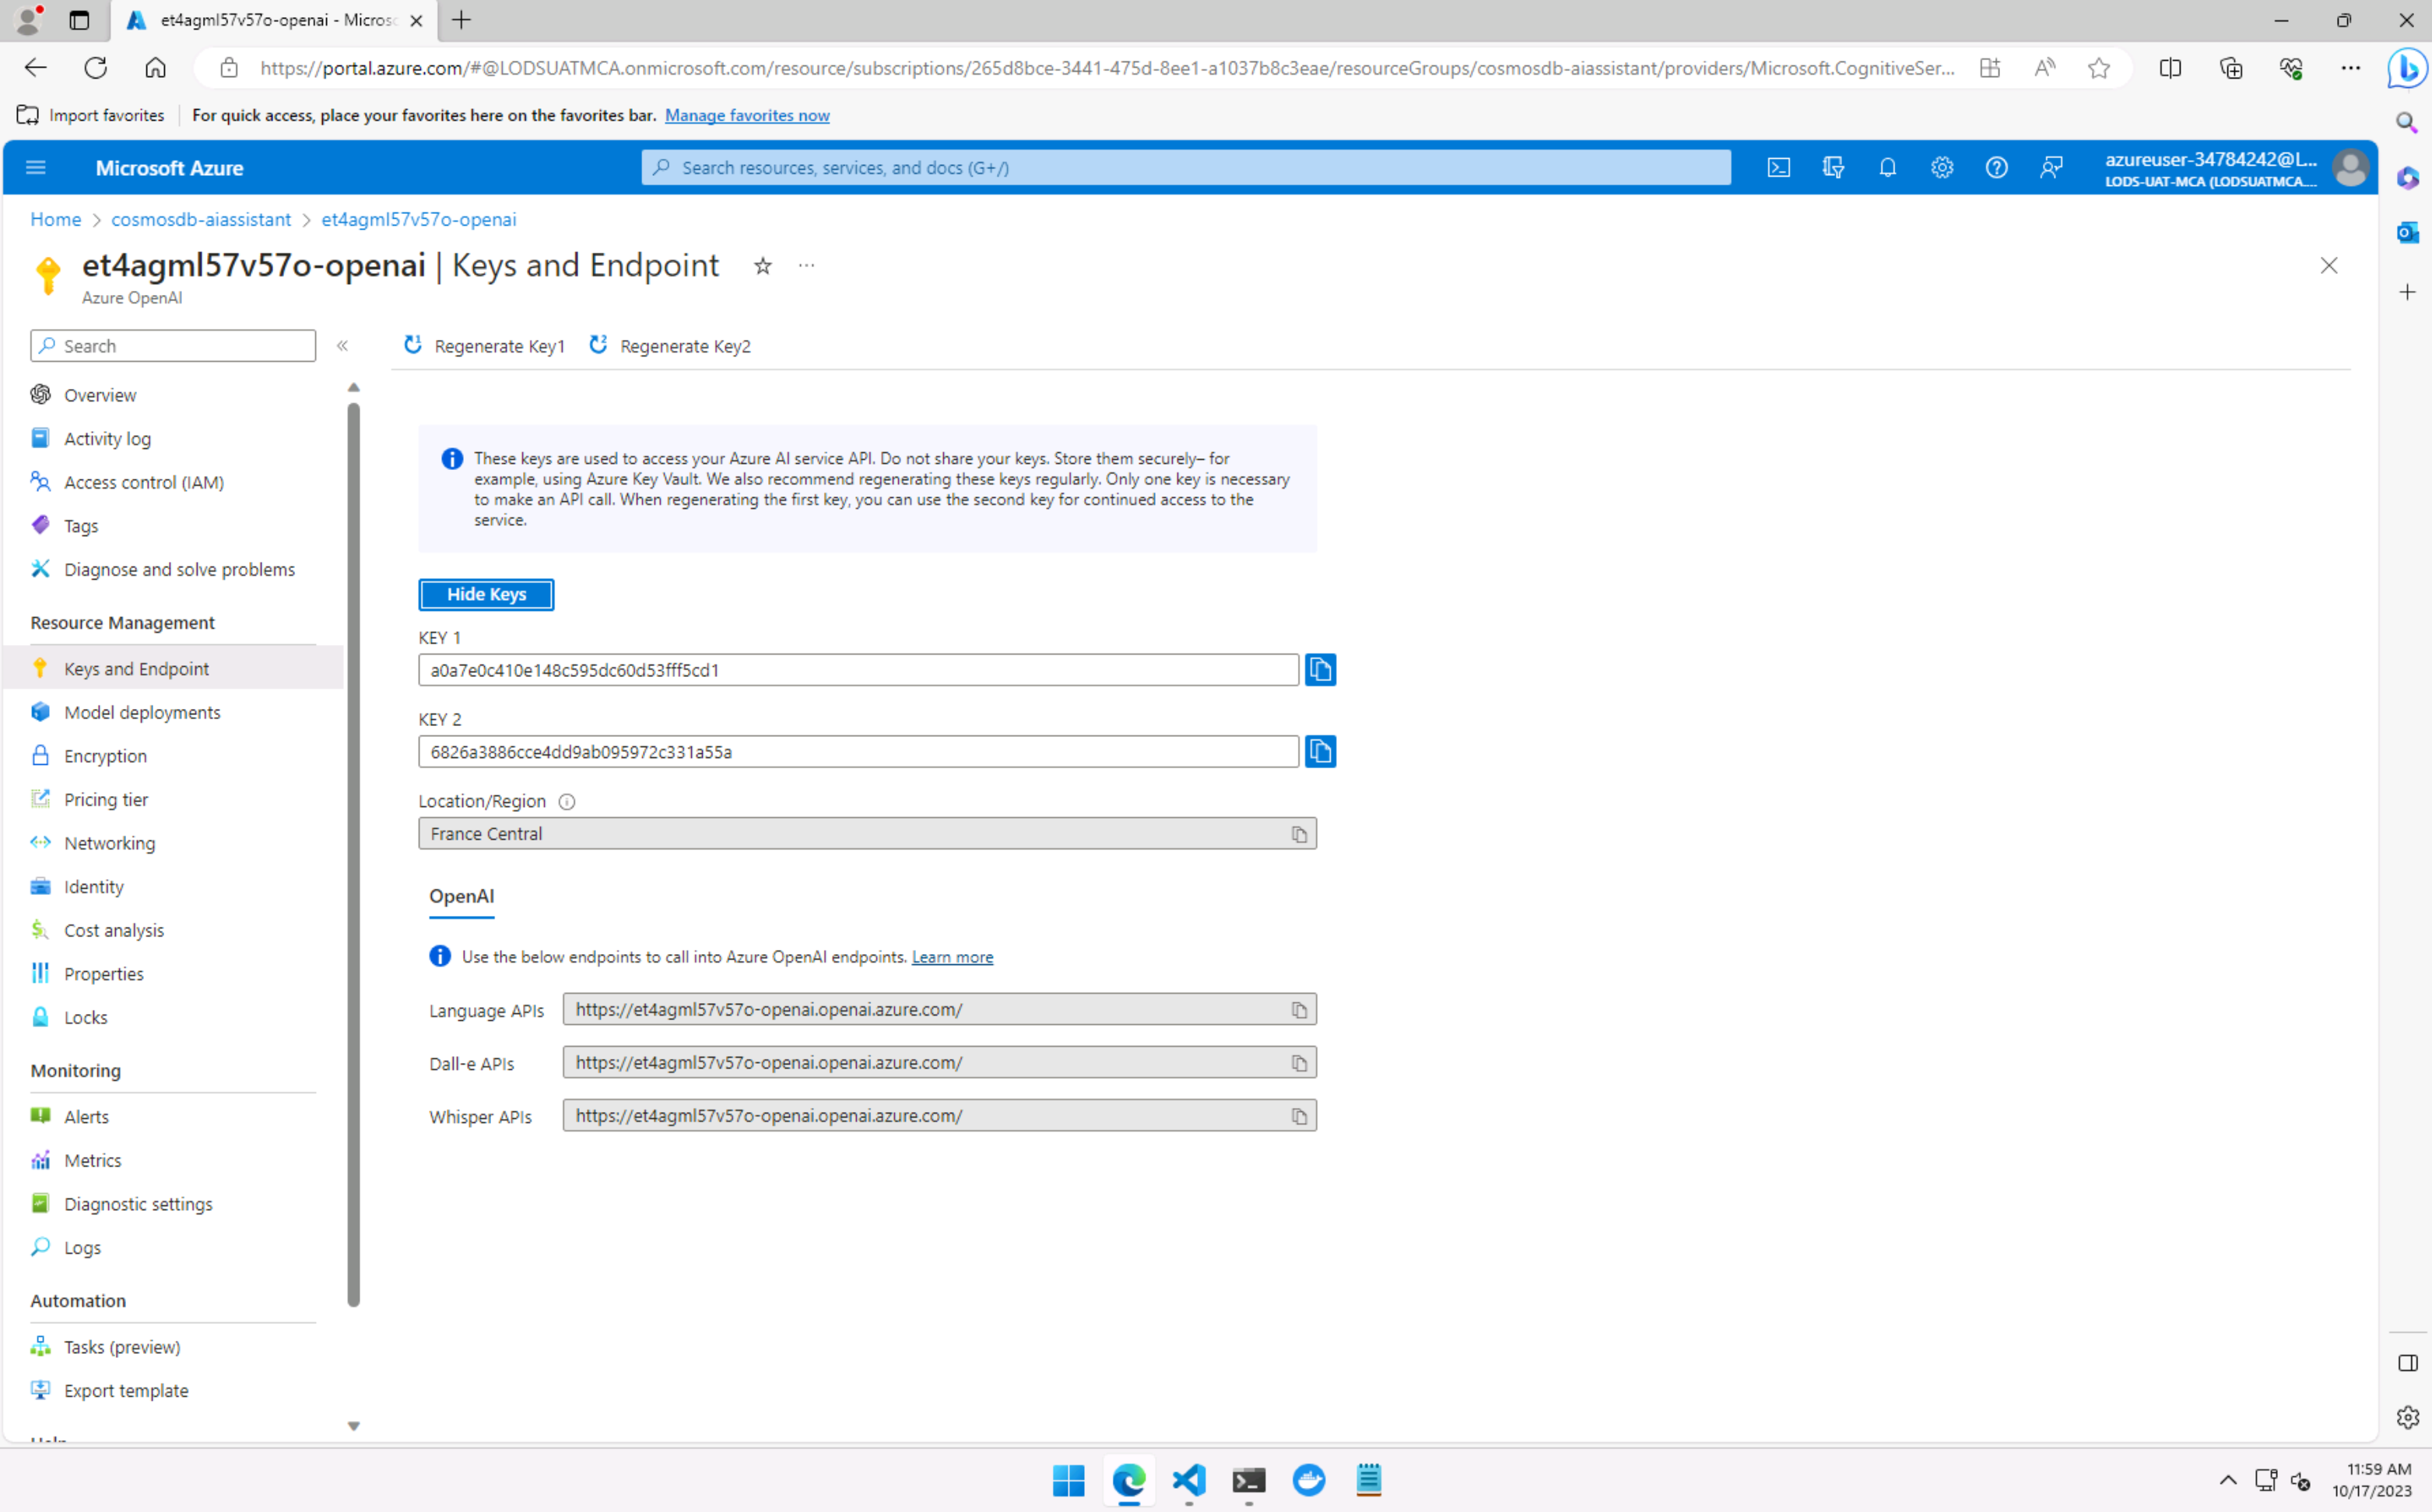 et4agml57v57o-openai - Micros
https://portal.azure.com/#@LODSUATMCA.onmicrosoft.com/resource/subscriptions/265d8bce-3441-475d-8ee1-a1037b8c3eae/resourceGroups/cosmosdb-aiassistant/providers/Microsoft.CognitiveSer...
Import favorites
For quick access, place your favorites here on the favorites bar. Manage favorites now
Microsoft Azure
Search resources, services, and docs (G+/)
azureuser-34784242@L...
LODS-UAT-MCA (LODSUATMCA....
Home > cosmosdb-aiassistant > et4agml57v57o-openai
et4agml57v57o-openai | Keys and Endpoint
Azure OpenAI
Search
Regenerate Key1
Regenerate Key2
Overview
Activity log
Access control (IAM)
Tags
Diagnose and solve problems
Resource Management
Keys and Endpoint
Model deployments
Encryption
Pricing tier
Networking
Identity
Cost analysis
Properties
Locks
Monitoring
Alerts
Metrics
Diagnostic settings
Logs
Automation
Tasks (preview)
Export template
These keys are used to access your Azure AI service API. Do not share your keys. Store them securely– for
example, using Azure Key Vault. We also recommend regenerating these keys regularly. Only one key is necessary
to make an API call. When regenerating the first key, you can use the second key for continued access to the
service.
Hide Keys
KEY 1
a0a7e0c410e148c595dc60d53fff5cd1
KEY 2
6826a3886cce4dd9ab095972c331a55a
Location/Region
France Central
OpenAI
Use the below endpoints to call into Azure OpenAI endpoints. Learn more
Language APIs
https://et4agml57v57o-openai.openai.azure.com/
Dall-e APIs
https://et4agml57v57o-openai.openai.azure.com/
Whisper APIs
https://et4agml57v57o-openai.openai.azure.com/
11:59 AM
10/17/2023